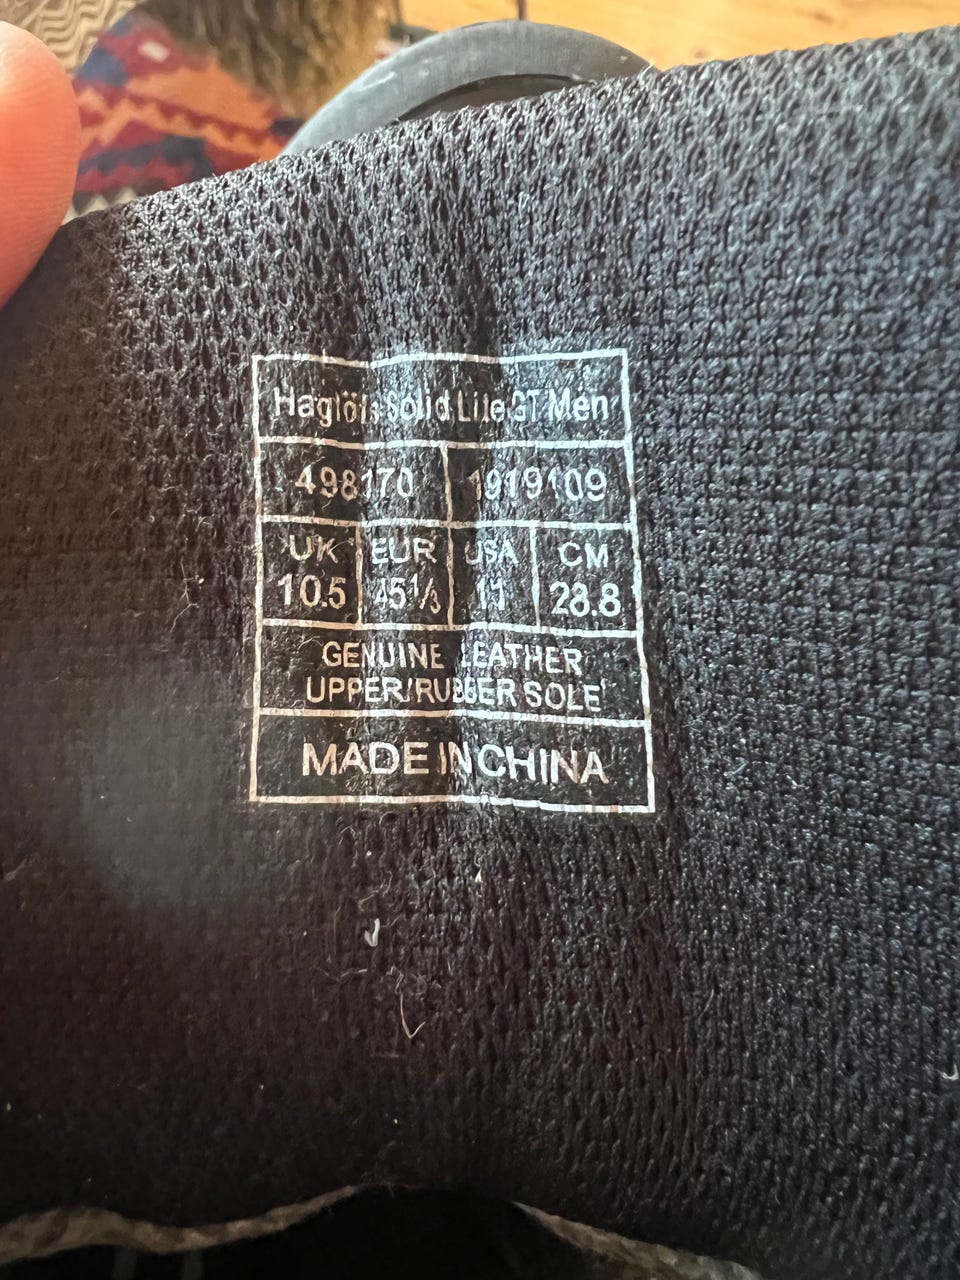 Haglöfs Solid Lite GT Men
498170 1919109
UK EUR USA CM
10.5 45⅓ 11 28.8
GENUINE LEATHER
UPPER/RUBBER SOLE
MADE IN CHINA